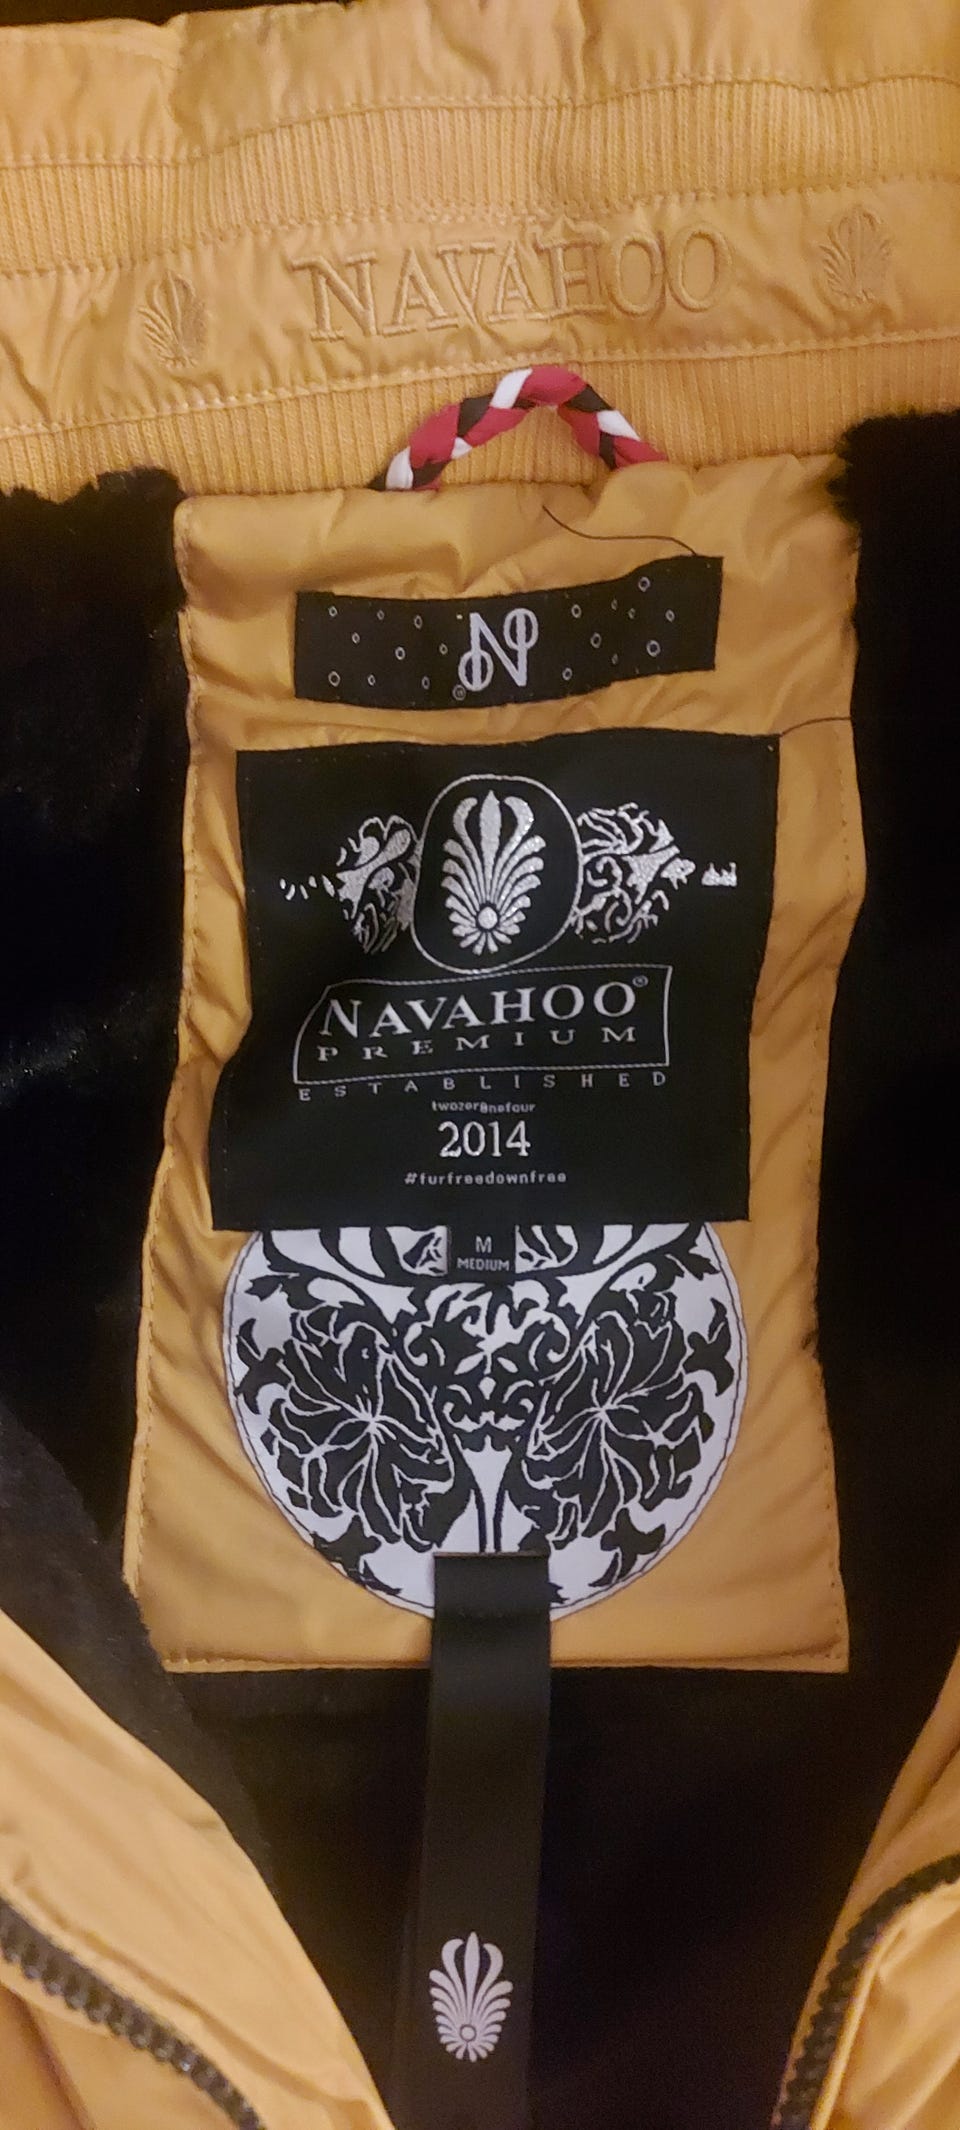 NAVAHOO
N
®
NAVAHOO®
PREMIUM
ESTABLISHED
twozeronefour
2014
#furfreedownfree
M
MEDIUM